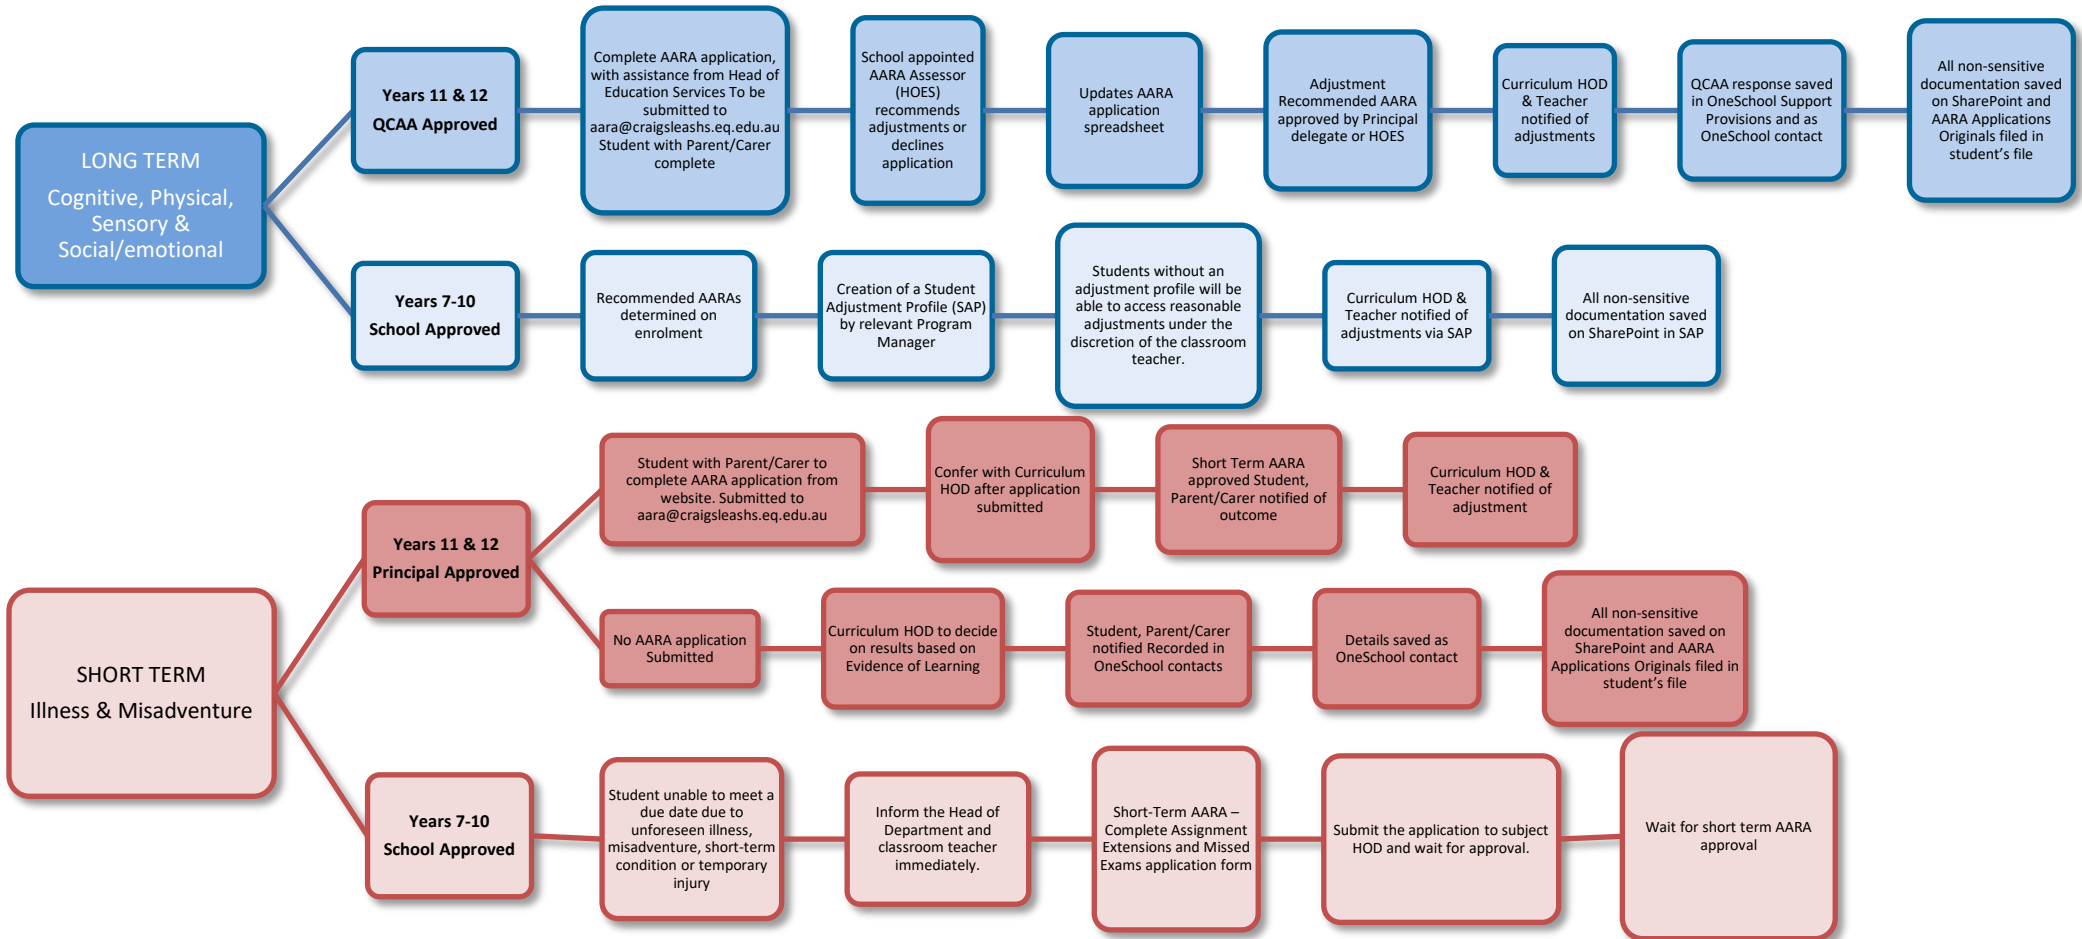 LONG TERM
Cognitive, Physical,
Sensory &
Social/emotional
Years 11 & 12
QCAA Approved
Complete AARA application,
with assistance from Head of
Education Services To be
submitted to
aara@craigsleashs.eq.edu.au
Student with Parent/Carer
complete
School appointed
AARA Assessor
(HOES)
recommends
adjustments or
declines
application
Updates AARA
application
spreadsheet
Adjustment
Recommended AARA
approved by Principal
delegate or HOES
Curriculum HOD
& Teacher
notified of
adjustments
QCAA response saved
in OneSchool Support
Provisions and as
OneSchool contact
All non-sensitive
documentation saved
on SharePoint and
AARA Applications
Originals filed in
student’s file
Years 7-10
School Approved
Recommended AARAs
determined on
enrolment
Creation of a Student
Adjustment Profile (SAP)
by relevant Program
Manager
Students without an
adjustment profile will be
able to access reasonable
adjustments under the
discretion of the classroom
teacher.
Curriculum HOD &
Teacher notified of
adjustments via SAP
All non-sensitive
documentation saved
on SharePoint in SAP
SHORT TERM
Illness & Misadventure
Years 11 & 12
Principal Approved
Student with Parent/Carer to
complete AARA application from
website. Submitted to
aara@craigsleashs.eq.edu.au
Confer with Curriculum
HOD after application
submitted
Short Term AARA
approved Student,
Parent/Carer notified of
outcome
Curriculum HOD &
Teacher notified of
adjustment
No AARA application
Submitted
Curriculum HOD to decide
on results based on
Evidence of Learning
Student, Parent/Carer
notified Recorded in
OneSchool contacts
Details saved as
OneSchool contact
All non-sensitive
documentation saved on
SharePoint and AARA
Applications Originals filed in
student’s file
Years 7-10
School Approved
Student unable to meet a
due date due to
unforeseen illness,
misadventure, short-term
condition or temporary
injury
Inform the Head of
Department and
classroom teacher
immediately.
Short-Term AARA –
Complete Assignment
Extensions and Missed
Exams application form
Submit the application to subject
HOD and wait for approval.
Wait for short term AARA
approval